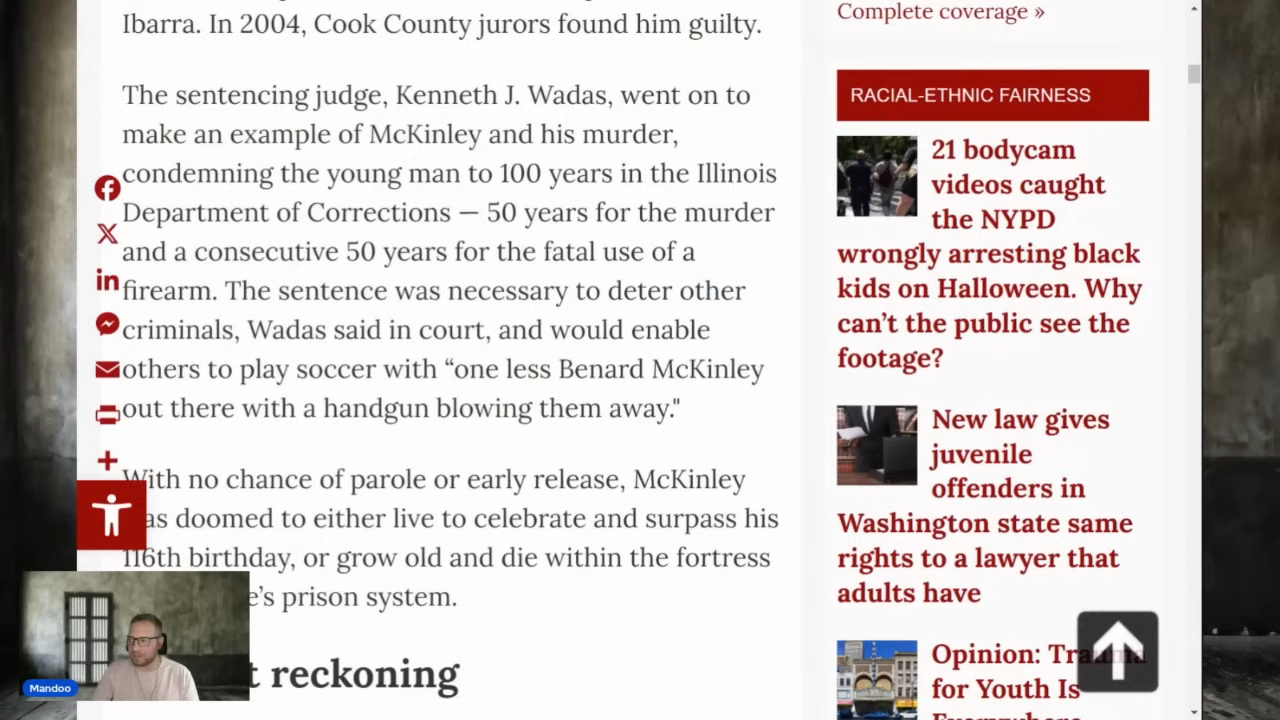 Ibarra. In 2004, Cook County jurors found him guilty.
The sentencing judge, Kenneth J. Wadas, went on to
make an example of McKinley and his murder,
condemning the young man to 100 years in the Illinois
Department of Corrections — 50 years for the murder
and a consecutive 50 years for the fatal use of a
firearm. The sentence was necessary to deter other
criminals, Wadas said in court, and would enable
others to play soccer with “one less Benard McKinley
out there with a handgun blowing them away."
With no chance of parole or early release, McKinley
doomed to either live to celebrate and surpass his
116th birthday, or grow old and die within the fortress
prison system.
reckoning
Complete coverage »
RACIAL-ETHNIC FAIRNESS
21 bodycam
videos caught
the NYPD
wrongly arresting black
kids on Halloween. Why
can’t the public see the
footage?
New law gives
juvenile
offenders in
Washington state same
rights to a lawyer that
adults have
Opinion: Trauma
for Youth Is
Everywhere
Mandoo